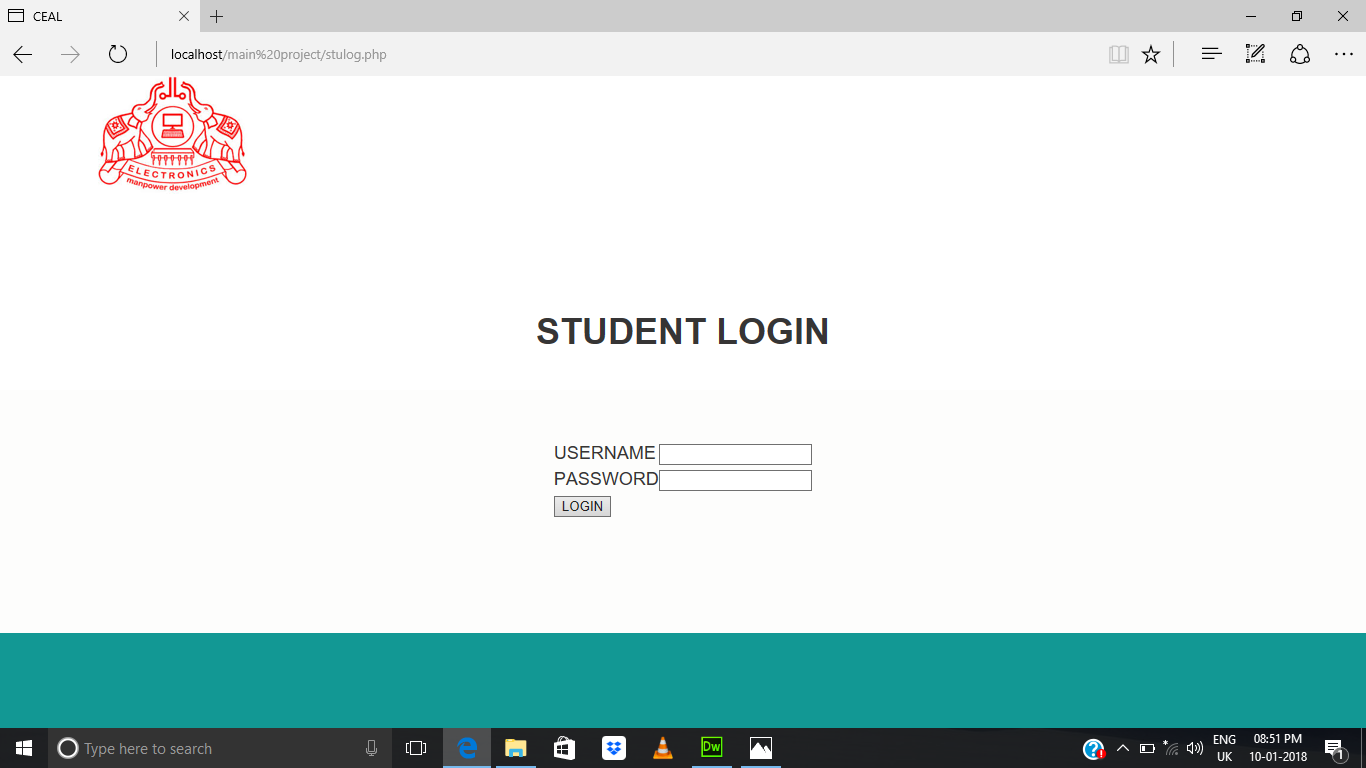 CEAL
localhost/main%20project/stulog.php
ELECTRONICS
manpower development
STUDENT LOGIN
USERNAME
PASSWORD
LOGIN
Type here to search
Dw
ENG
UK
08:51 PM
10-01-2018
1